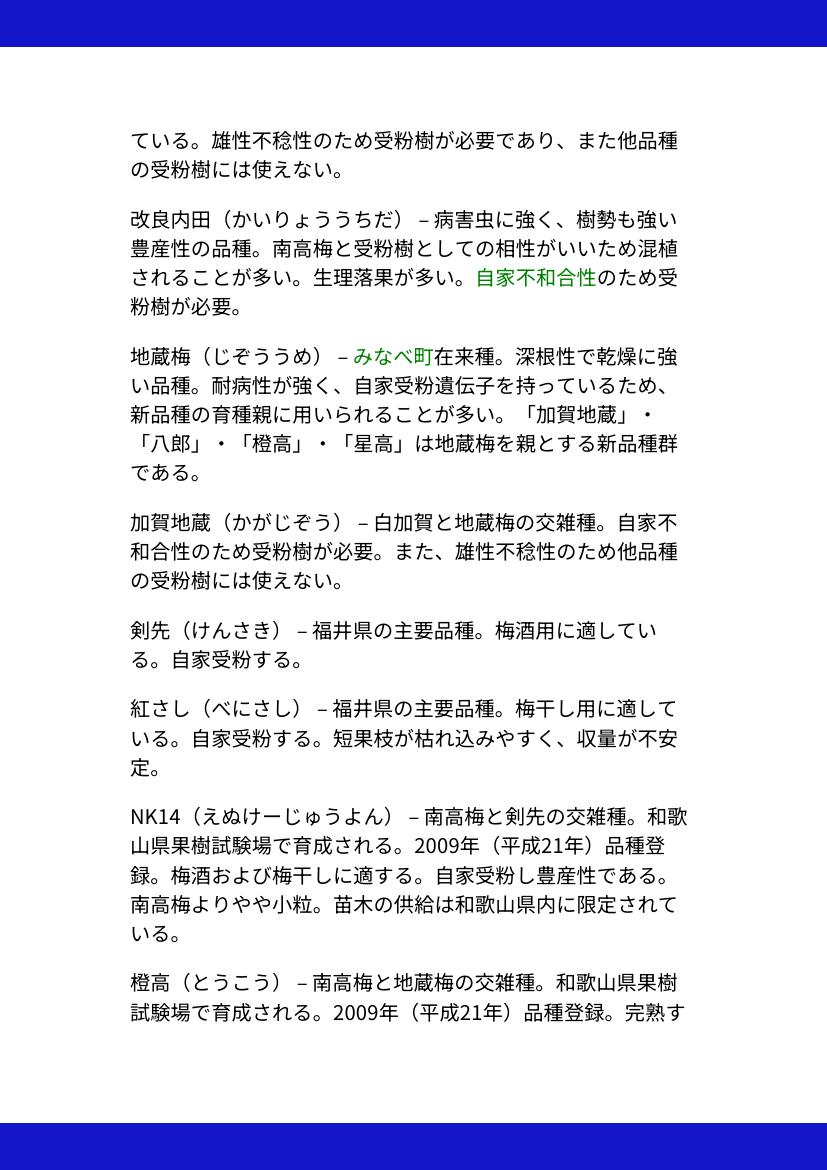 ている。雄性不稔性のため受粉樹が必要であり、また他品種
の受粉樹には使えない。
改良内田（かいりょううちだ） – 病害虫に強く、樹勢も強い
豊産性の品種。南高梅と受粉樹としての相性がいいため混植
されることが多い。生理落果が多い。自家不和合性のため受
粉樹が必要。
地蔵梅（じぞううめ） – みなべ町在来種。深根性で乾燥に強
い品種。耐病性が強く、自家受粉遺伝子を持っているため、
新品種の育種親に用いられることが多い。「加賀地蔵」・
「八郎」・「橙高」・「星高」は地蔵梅を親とする新品種群
である。
加賀地蔵（かがじぞう） – 白加賀と地蔵梅の交雑種。自家不
和合性のため受粉樹が必要。また、雄性不稔性のため他品種
の受粉樹には使えない。
剣先（けんさき） – 福井県の主要品種。梅酒用に適してい
る。自家受粉する。
紅さし（べにさし） – 福井県の主要品種。梅干し用に適して
いる。自家受粉する。短果枝が枯れ込みやすく、収量が不安
定。
NK14（えぬけーじゅうよん） – 南高梅と剣先の交雑種。和歌
山県果樹試験場で育成される。2009年（平成21年）品種登
録。梅酒および梅干しに適する。自家受粉し豊産性である。
南高梅よりやや小粒。苗木の供給は和歌山県内に限定されて
いる。
橙高（とうこう） – 南高梅と地蔵梅の交雑種。和歌山県果樹
試験場で育成される。2009年（平成21年）品種登録。完熟す